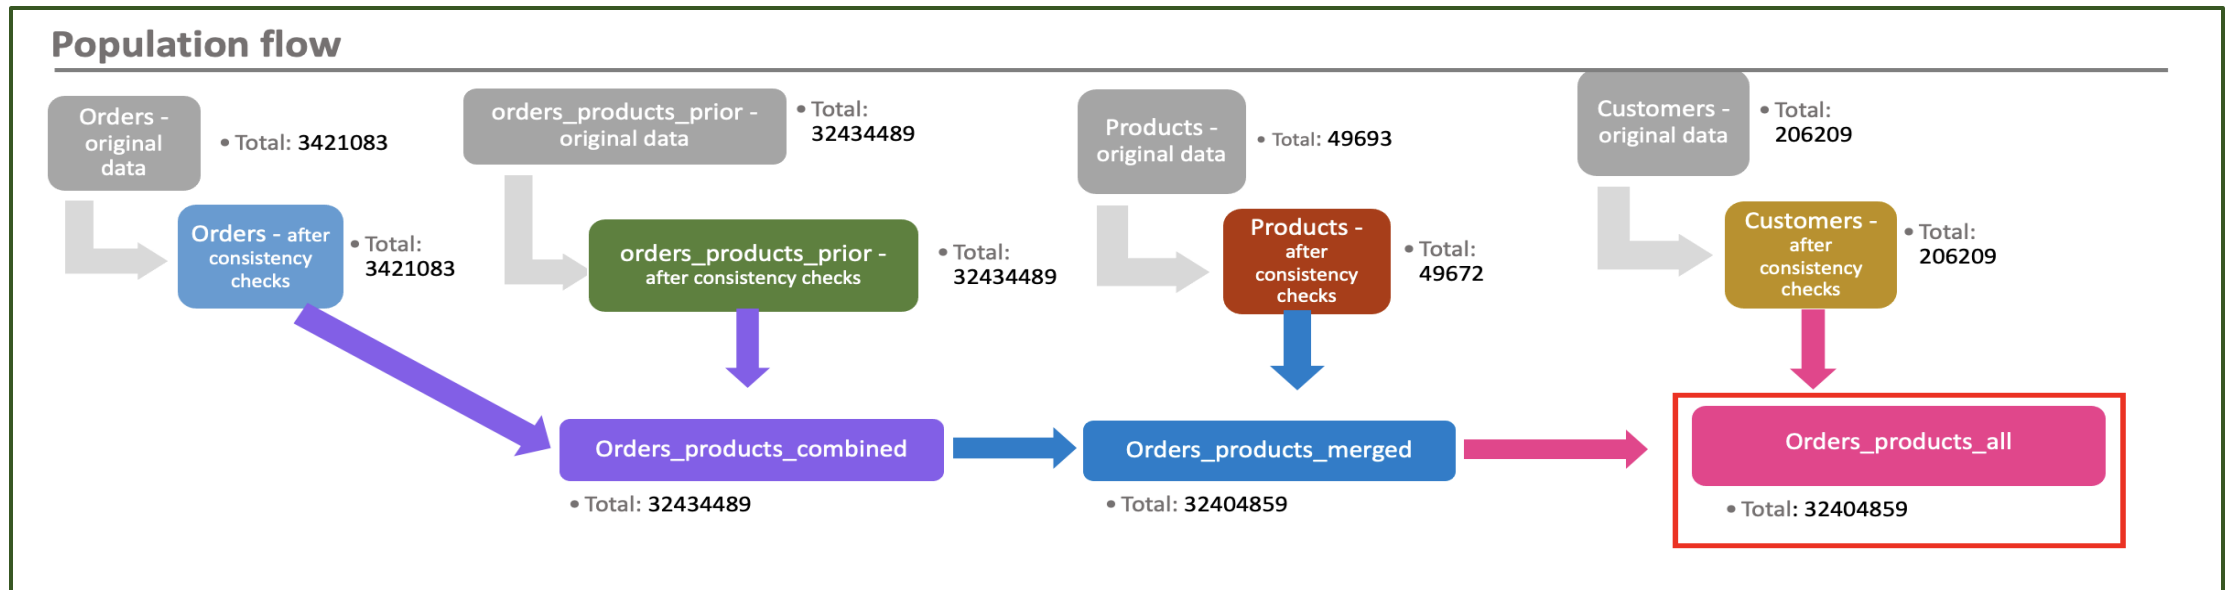 Population flow
Orders -
original
data
• Total: 3421083
orders_products_prior -
original data
• Total:
32434489
Products -
original data
• Total: 49693
Customers -
original data
• Total:
206209
Orders - after
consistency
checks
• Total:
3421083
orders_products_prior -
after consistency checks
• Total:
32434489
Products -
after
consistency
checks
• Total:
49672
Customers -
after
consistency
checks
• Total:
206209
Orders_products_combined
• Total: 32434489
Orders_products_merged
• Total: 32404859
Orders_products_all
• Total: 32404859